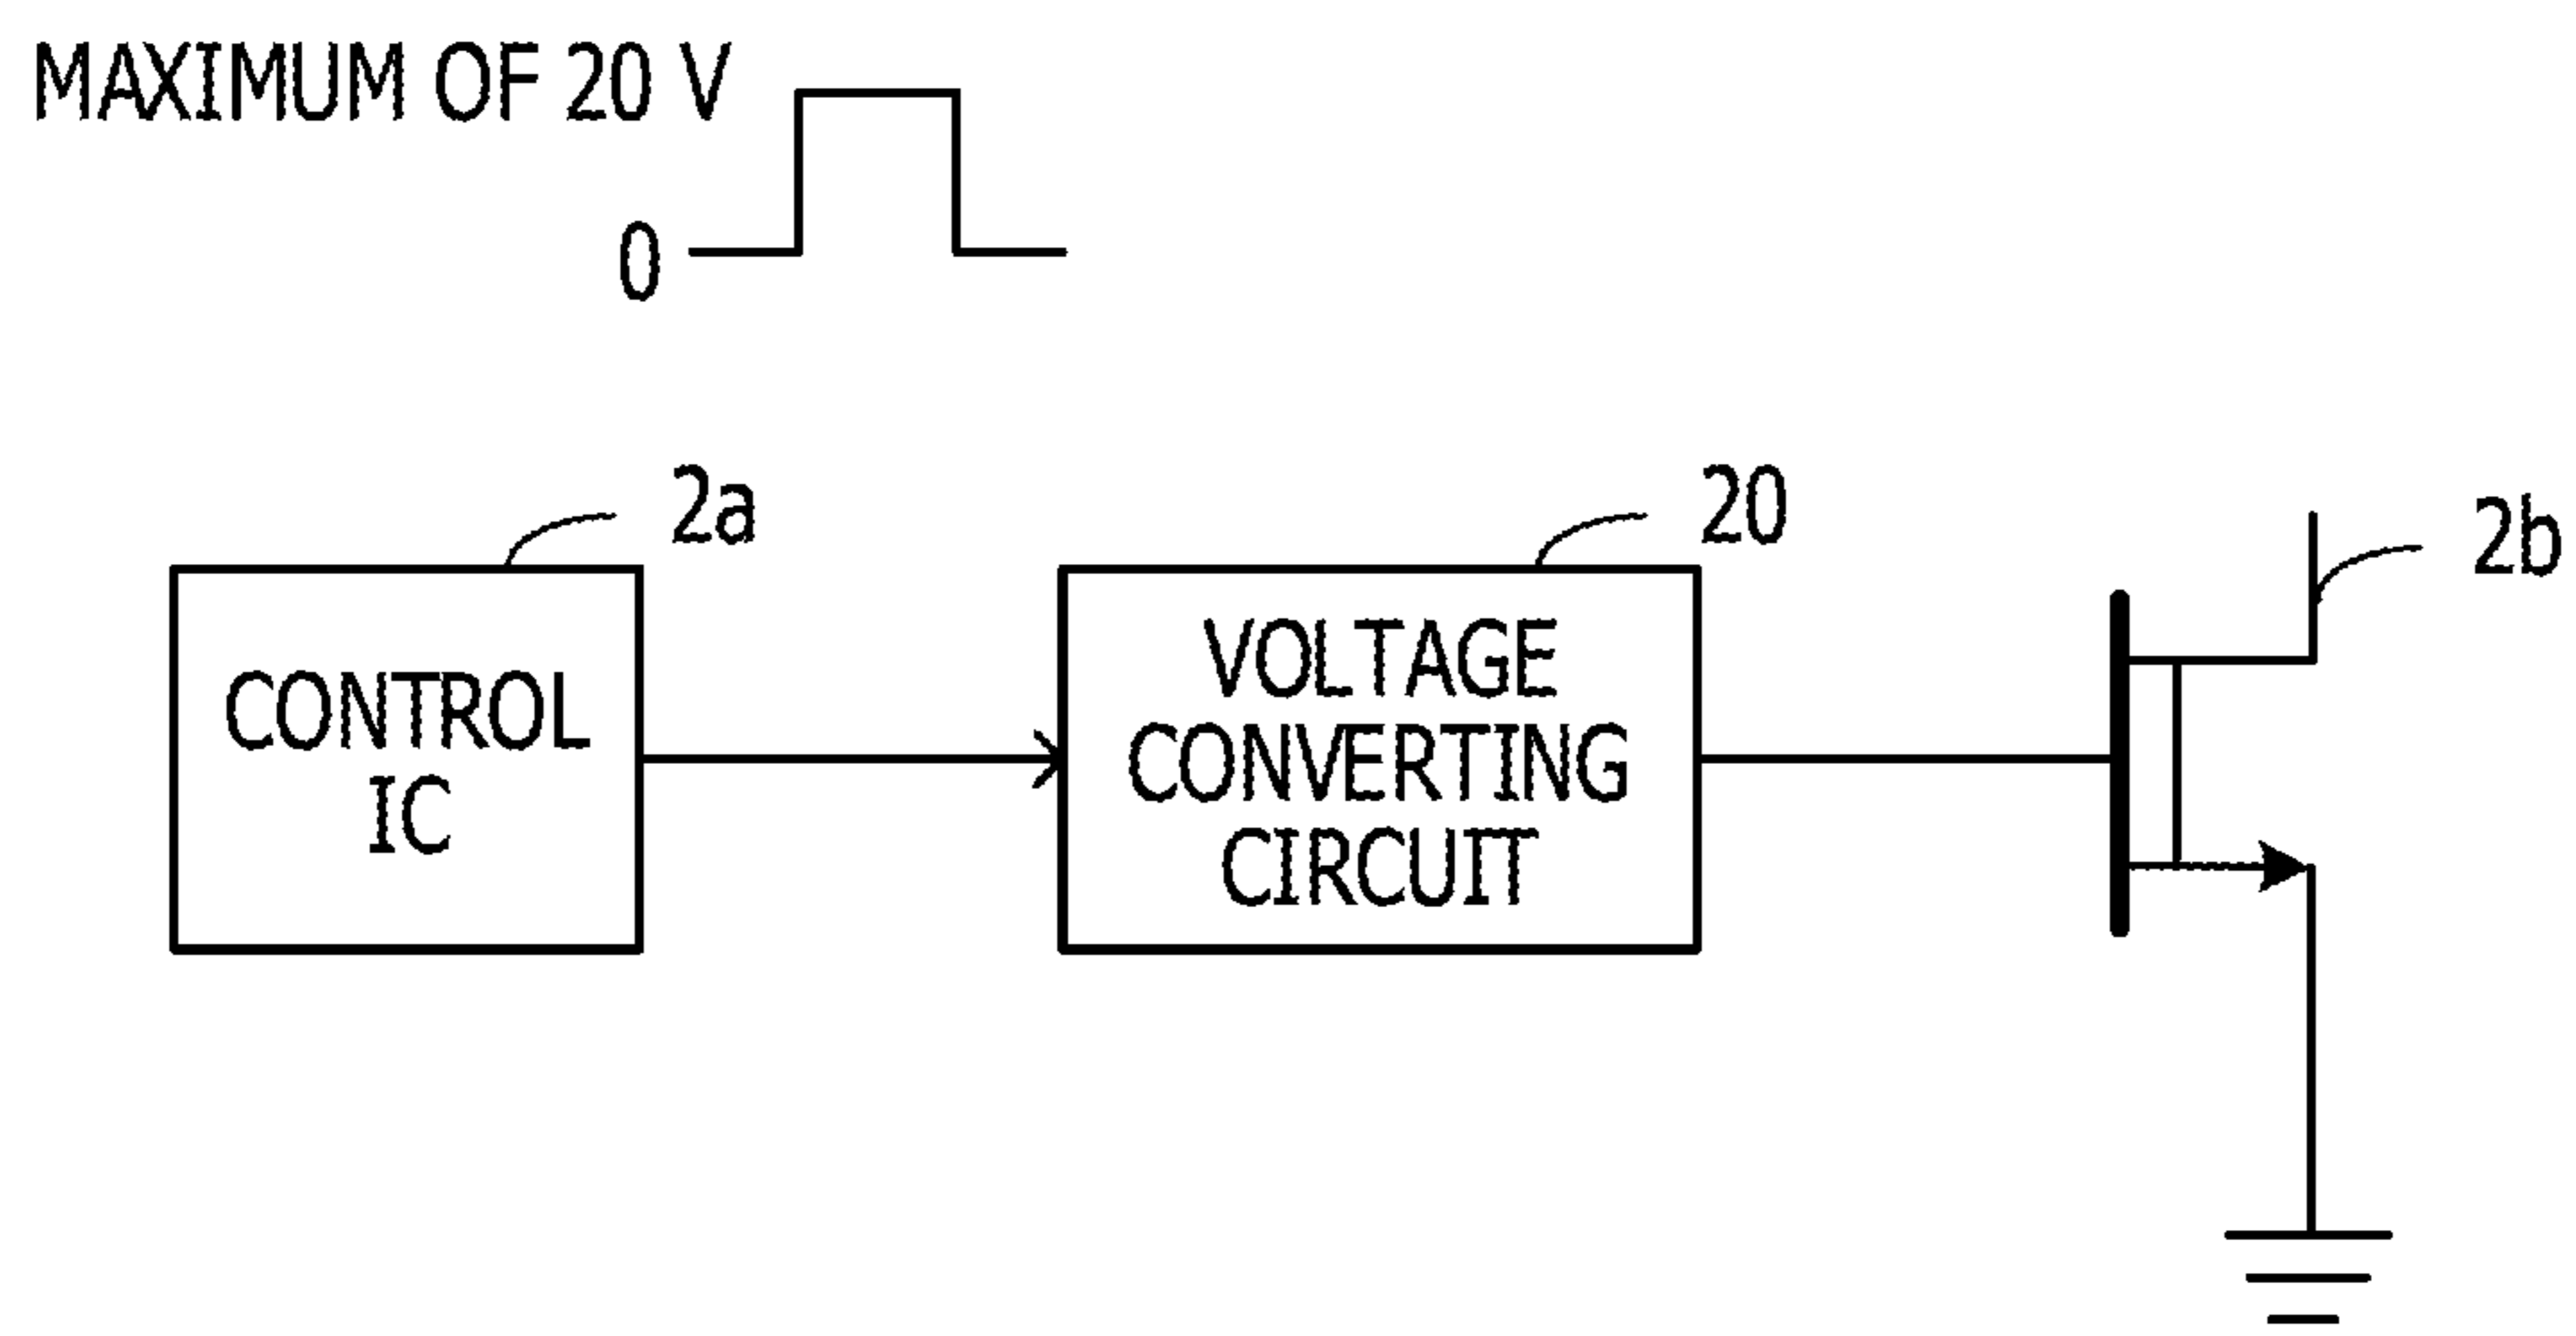 MAXIMUM OF 20 V
0
2a
20
2b
CONTROL
IC
VOLTAGE
CONVERTING
CIRCUIT